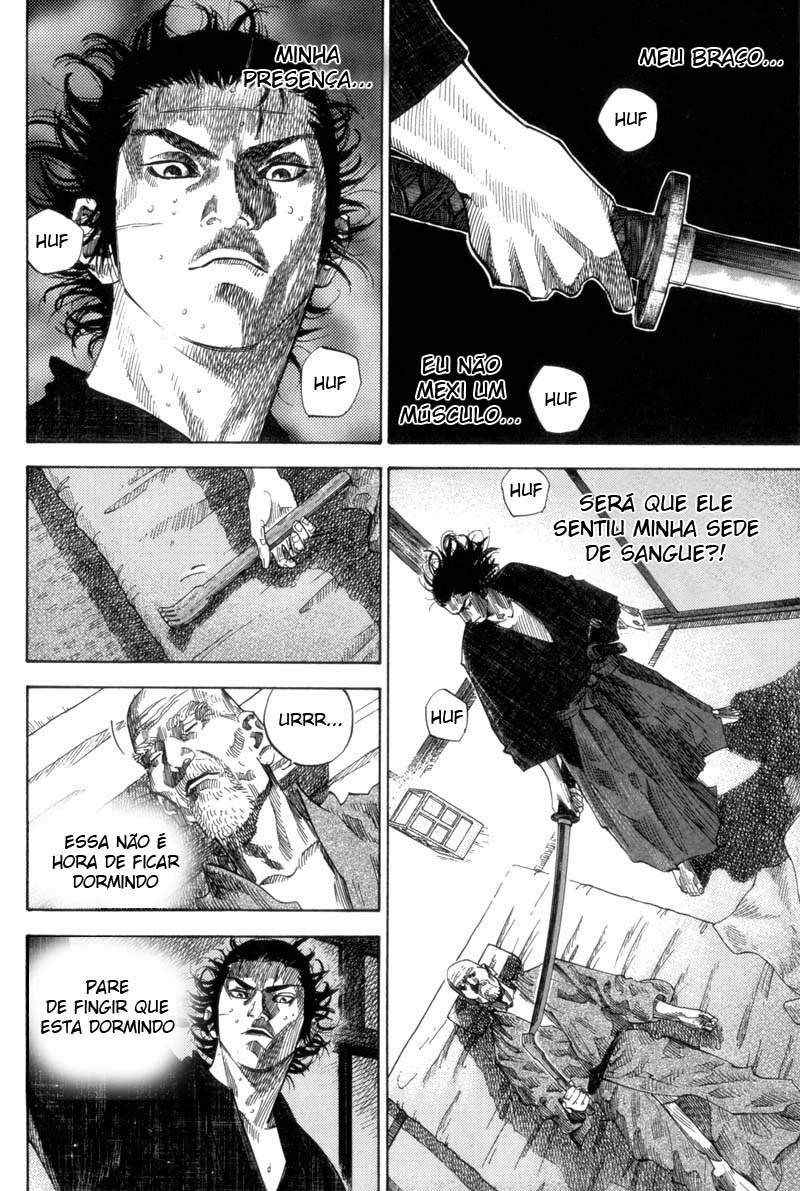 MEU BRAÇO...
HUF
EU NÃO
MEXI UM
MÚSCULO...
HUF
MINHA
PRESENÇA...
HUF
HUF
HUF
SERÁ QUE ELE
SENTIU MINHA SEDE
DE SANGUE?!
HUF
URRR...
ESSA NÃO É
HORA DE FICAR
DORMINDO
PARE
DE FINGIR QUE
ESTA DORMINDO